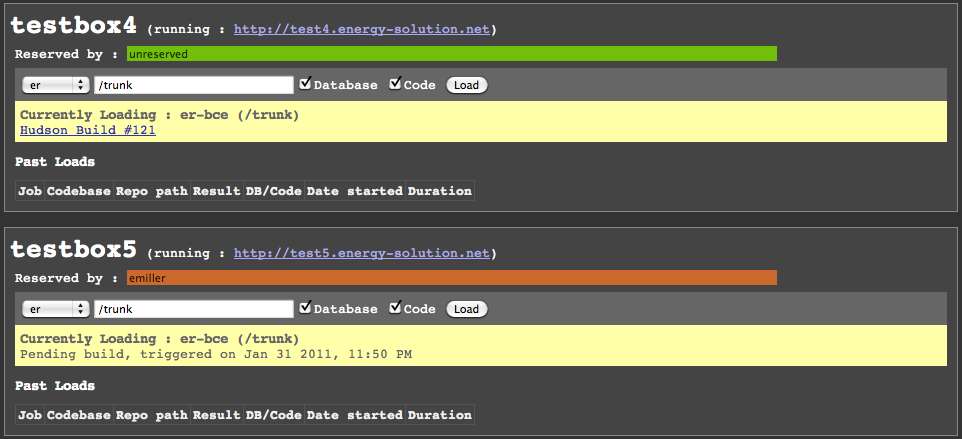 testbox4 (running : http://test4.energy-solution.net)
Reserved by : unreserved
er /trunk Database Code Load
Currently Loading : er-bce (/trunk)
Hudson Build #121
Past Loads
Job Codebase Repo path Result DB/Code Date started Duration
testbox5 (running : http://test5.energy-solution.net)
Reserved by : emiller
er /trunk Database Code Load
Currently Loading : er-bce (/trunk)
Pending build, triggered on Jan 31 2011, 11:50 PM
Past Loads
Job Codebase Repo path Result DB/Code Date started Duration